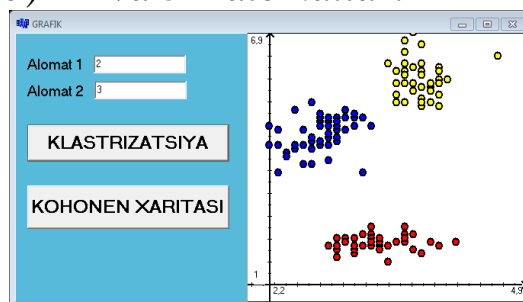 GRAFIK
Alomat 1 2
Alomat 2 3
KLASTRIZATSIYA
KOHONEN XARITASI
6,9
1
2,2
4,9